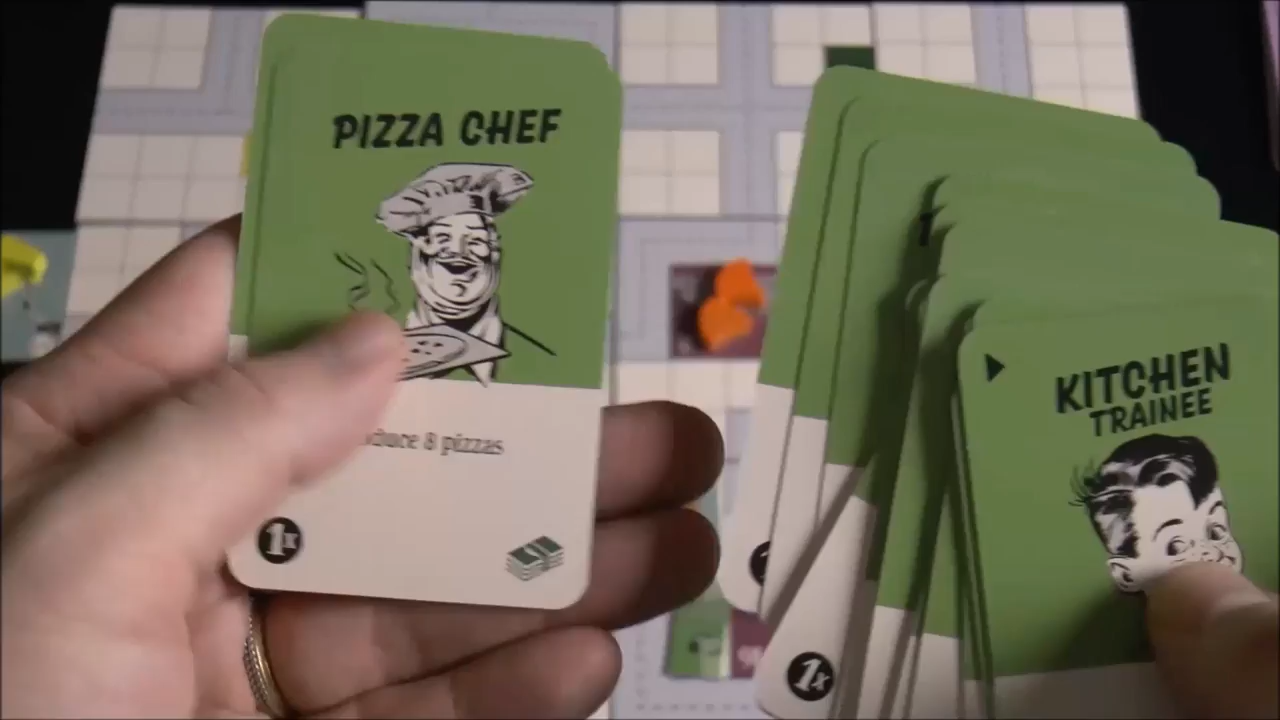 PIZZA CHEF
8 pizzas
1x
KITCHEN
TRAINEE
1x